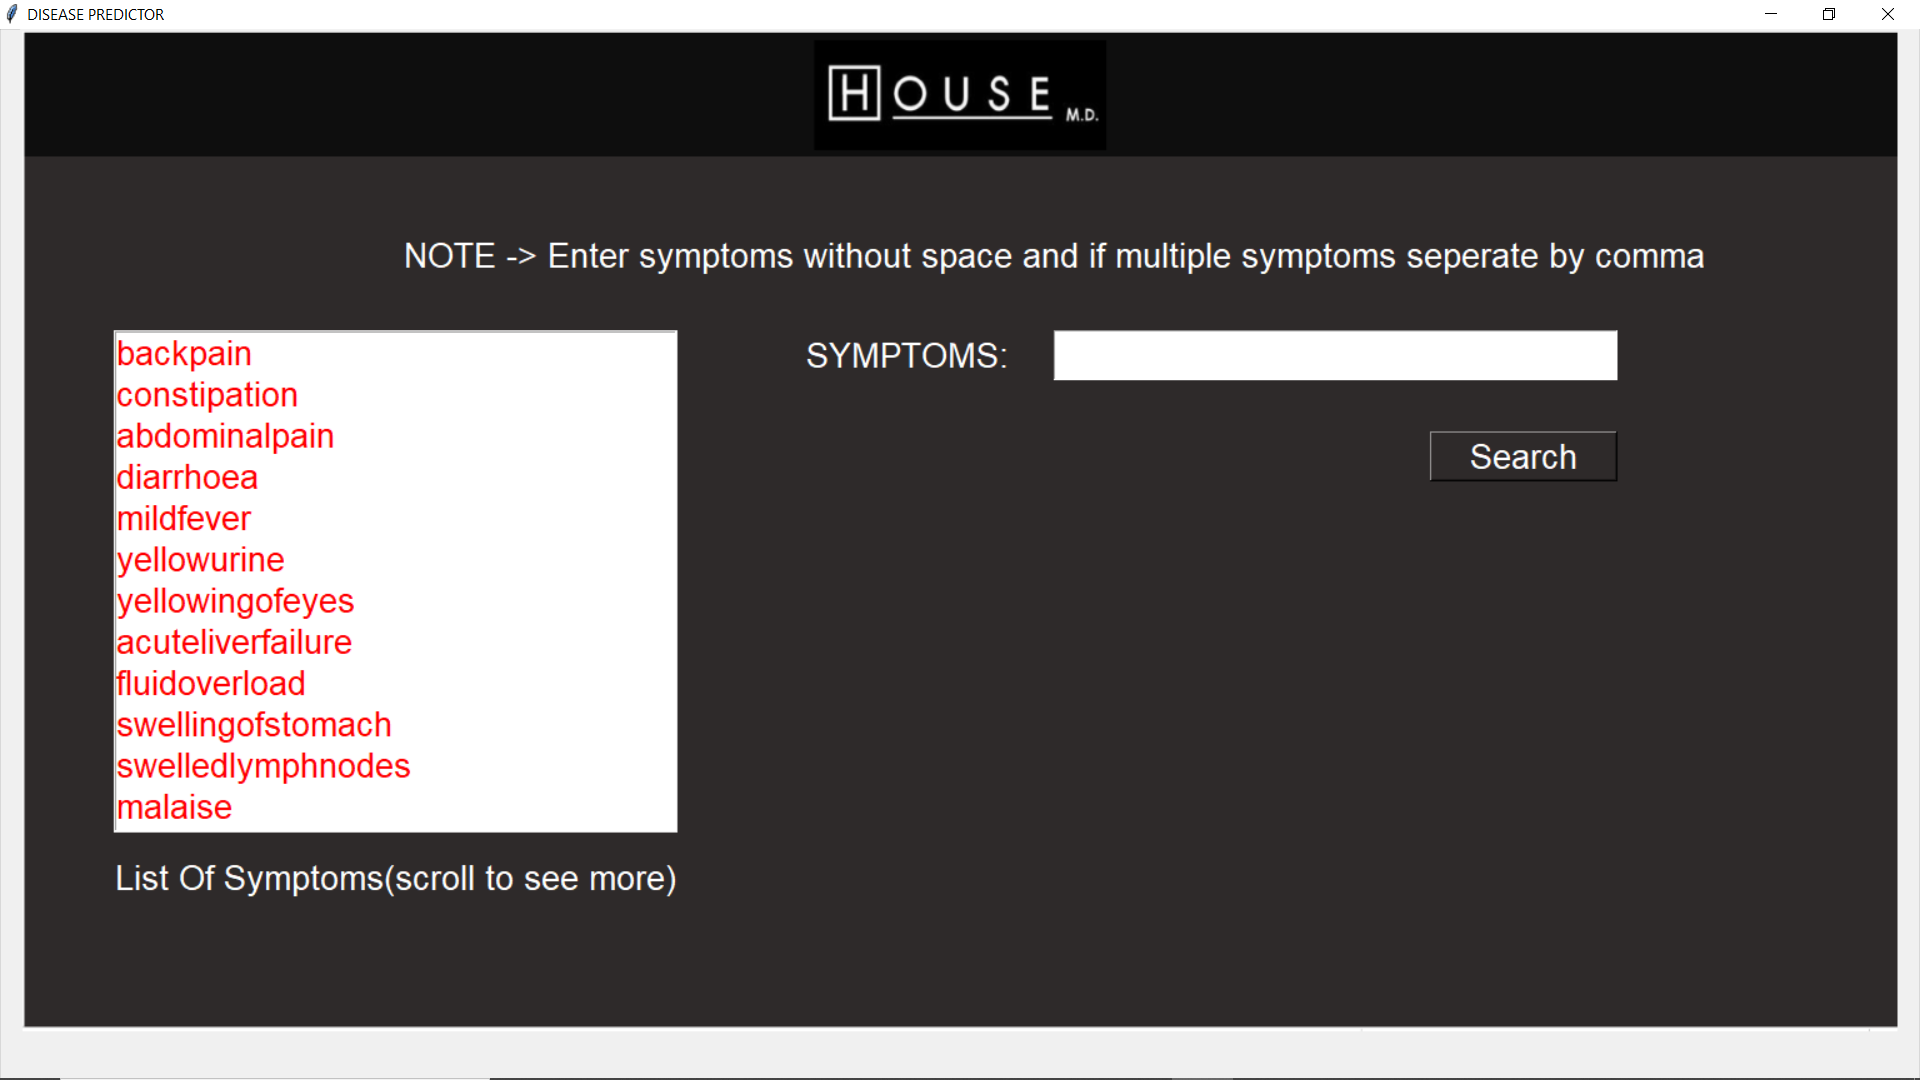 DISEASE PREDICTOR
HOUSE M.D.
NOTE -> Enter symptoms without space and if multiple symptoms seperate by comma
backpain
constipation
abdominalpain
diarrhoea
mildfever
yellowurine
yellowingofeyes
acuteliverfailure
fluidoverload
swellingofstomach
swelledlymphnodes
malaise
List Of Symptoms(scroll to see more)
SYMPTOMS:
Search